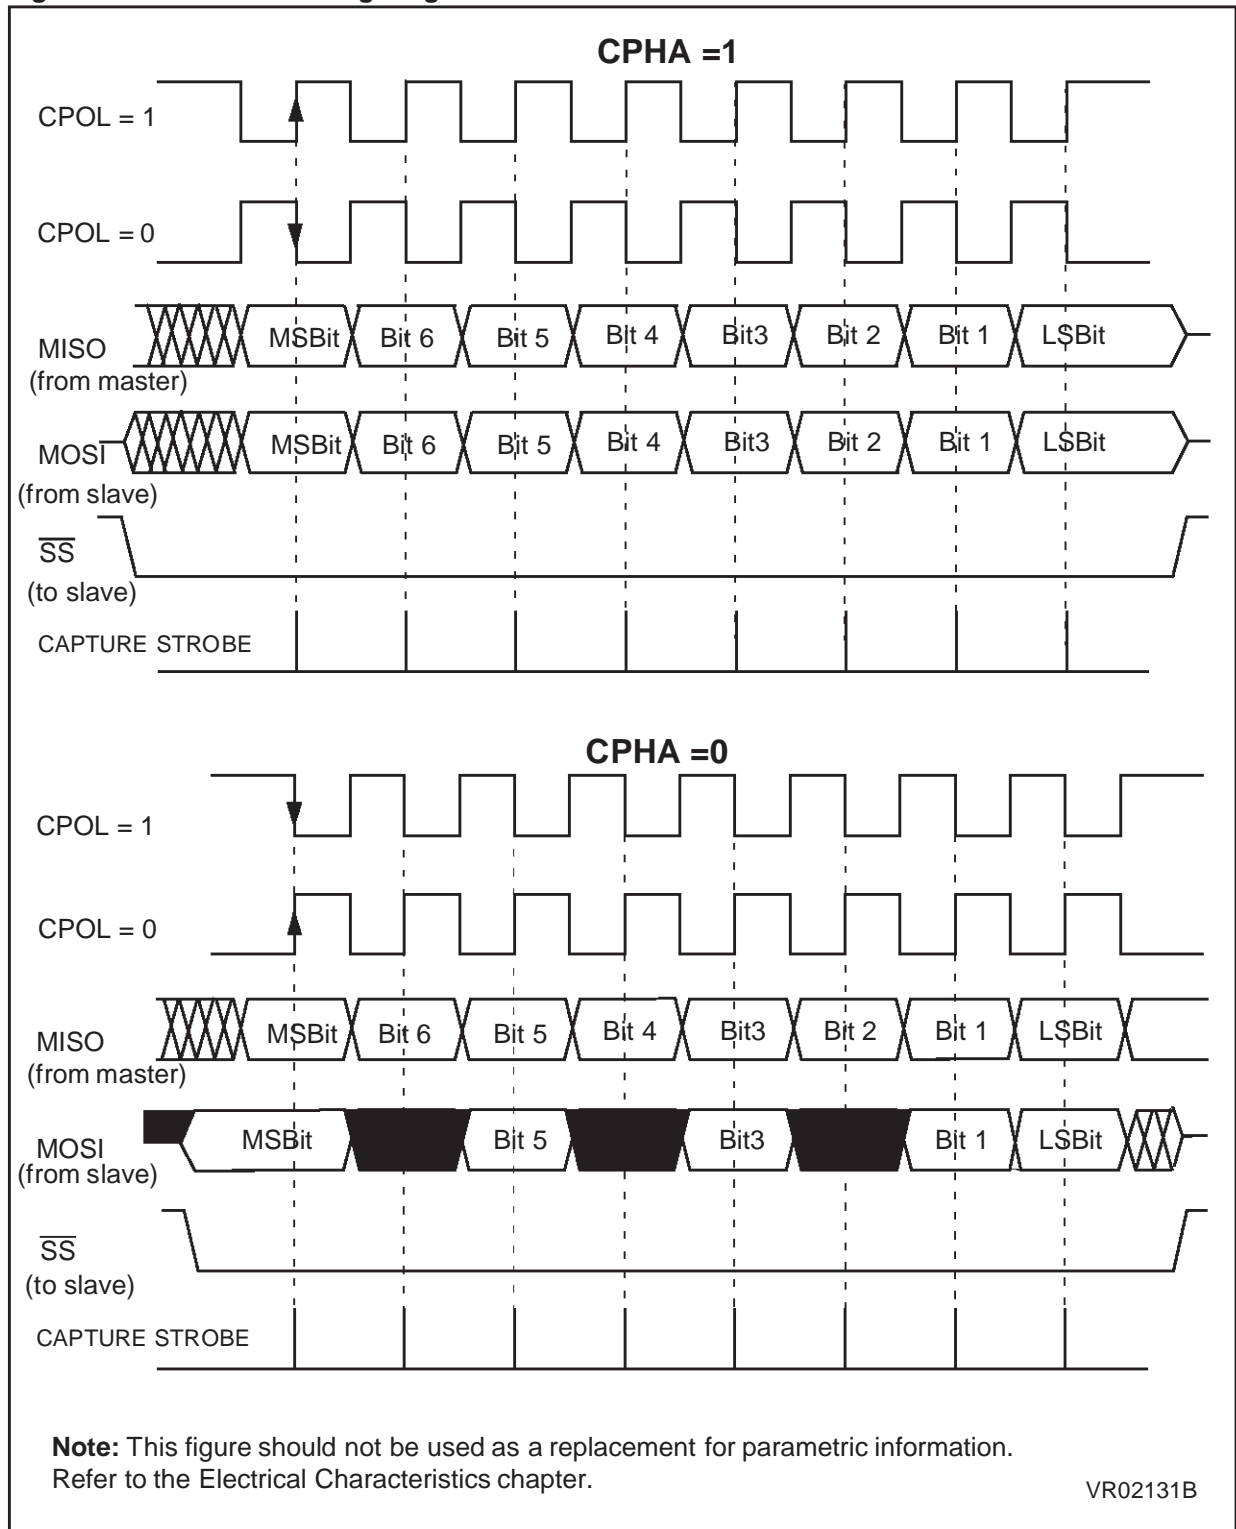 CPHA =1
CPOL = 1
CPOL = 0
MSBit Bit 6 Bit 5 Bit 4 Bit3 Bit 2 Bit 1 LSBit
MISO
(from master)
MSBit Bit 6 Bit 5 Bit 4 Bit3 Bit 2 Bit 1 LSBit
MOSI
(from slave)
SS
(to slave)
CAPTURE STROBE
CPHA =0
CPOL = 1
CPOL = 0
MSBit Bit 6 Bit 5 Bit 4 Bit3 Bit 2 Bit 1 LSBit
MISO
(from master)
MSBit Bit 5 Bit3 Bit 1 LSBit
MOSI
(from slave)
SS
(to slave)
CAPTURE STROBE
Note: This figure should not be used as a replacement for parametric information.
Refer to the Electrical Characteristics chapter.
VR02131B